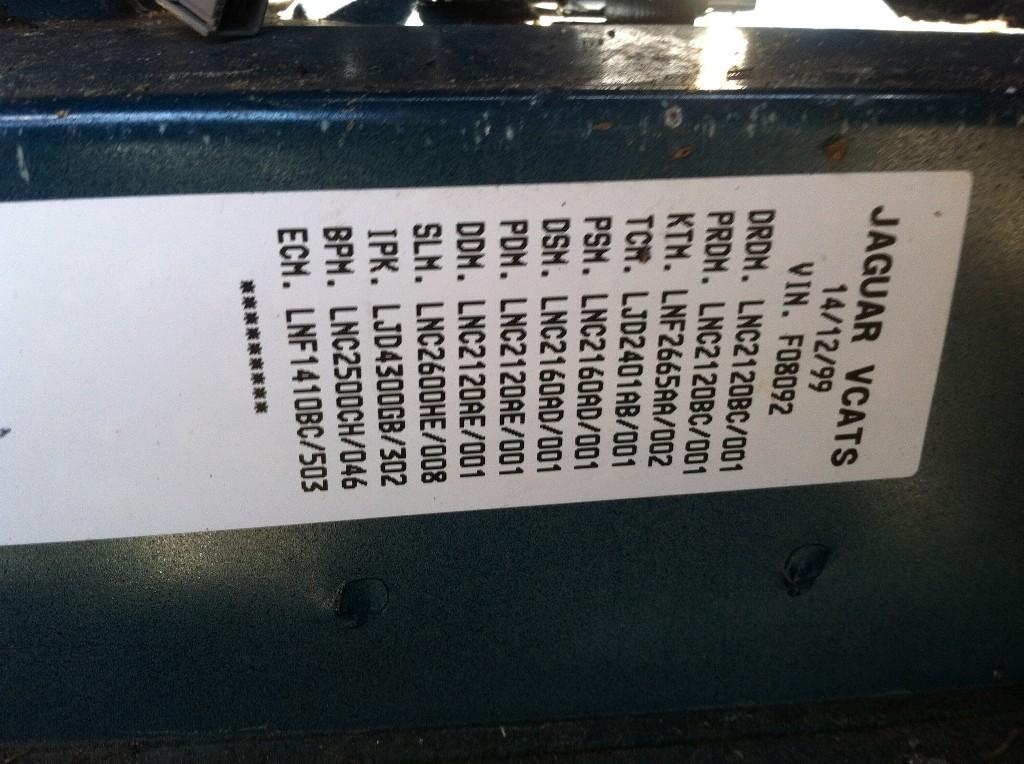 JAGUAR VCATS
14/12/99
VIN. F08092
DRDM. LNC2120BC/001
PRDM. LNC2120BC/001
KTM. LNF2665AA/002
TCM. LJD2401AB/001
PSM. LNC2160AD/001
DSM. LNC2160AD/001
PDM. LNC2120AE/001
DDM. LNC2120AE/001
SLM. LNC2600HE/008
IPK. LJD4300GB/302
BPM. LNC2500CH/046
ECM. LNF1410BC/503
**********